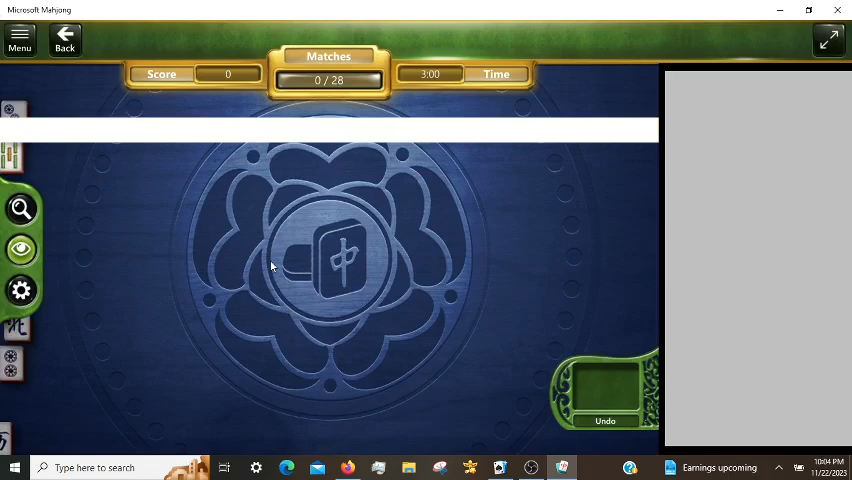 Microsoft Mahjong
Menu
Back
Matches
Score
0
0 / 28
3:00
Time
中
Undo
Type here to search
Earnings upcoming
10:04 PM
11/22/2023